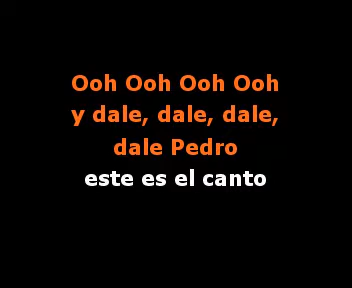 Ooh Ooh Ooh Ooh
y dale, dale, dale,
dale Pedro
este es el canto